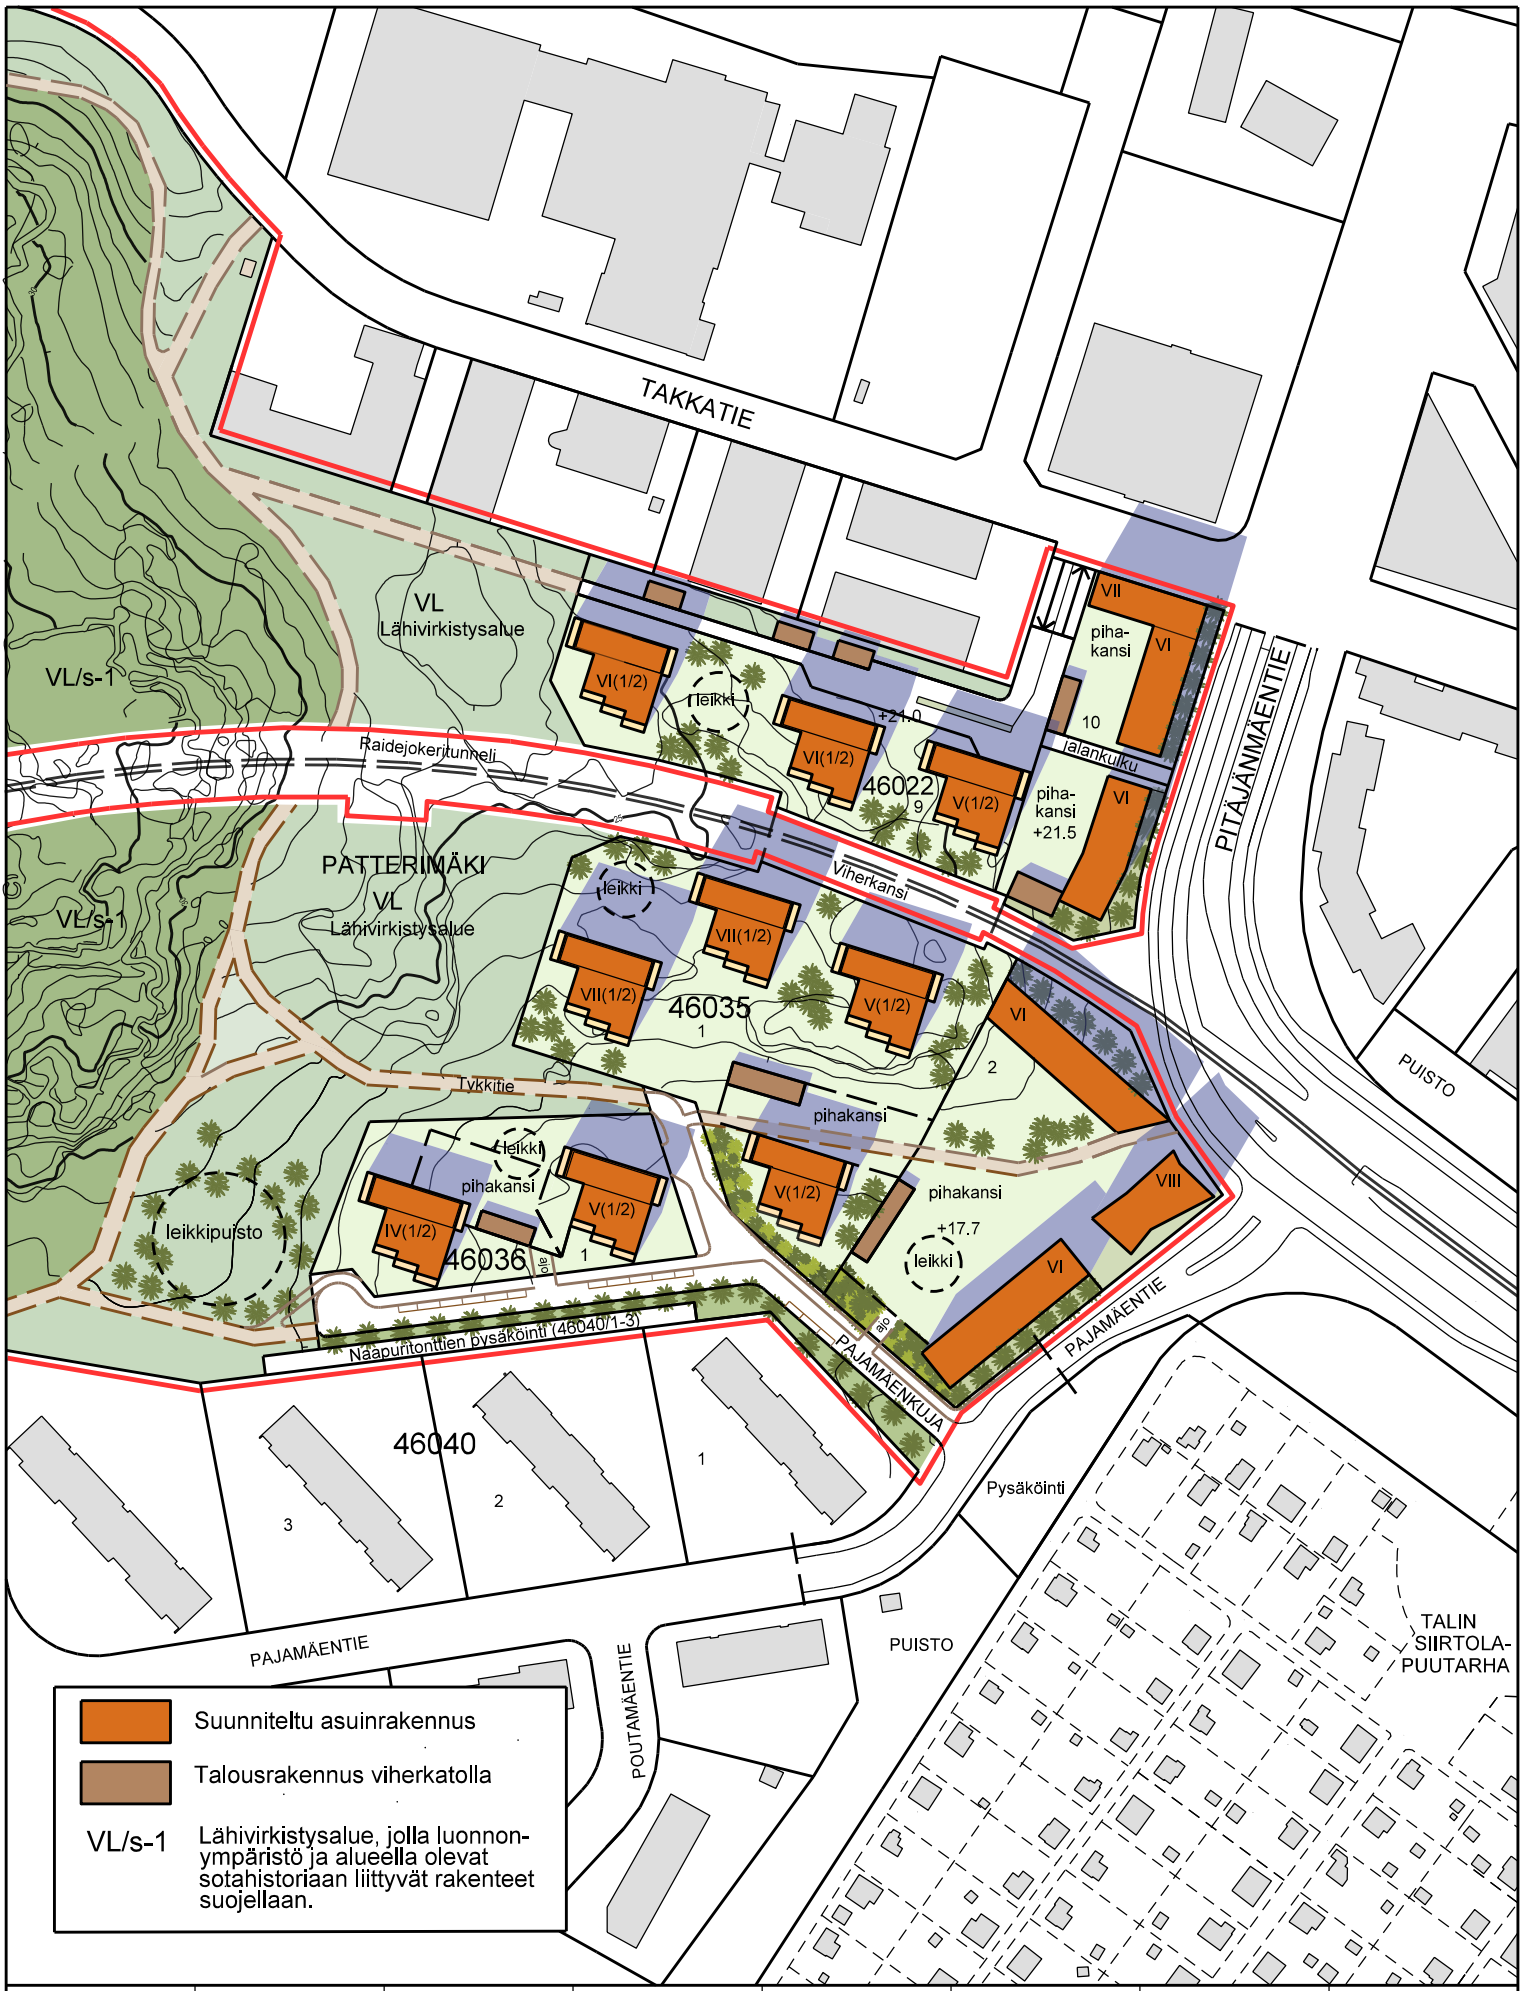 TAKKATIE
VII
piha-
kansi
VI
VL
Lähivirkistysalue
VL/s-1
VI(1/2)
leikki
+21.0
10
jalankulku
PITÄJÄNMÄENTIE
Raidejokeritunneli
VI(1/2)
46022
9
V(1/2)
piha-
kansi
+21.5
VI
25
PATTERIMÄKI
VL
Lähivirkistysalue
VL/s-1
leikki
Viherkansi
VII(1/2)
VII(1/2)
46035
1
V(1/2)
VI
2
PUISTO
Tykkitie
pihakansi
leikki
pihakansi
IV(1/2)
V(1/2)
46036
1
ajo
V(1/2)
pihakansi
+17.7
leikki
VIII
VI
leikkipuisto
ajo
PAJAMÄENTIE
PAJAMÄENKUJA
Naapuritonttien pysäköinti (46040/1-3)
46040
1
2
3
Pysäköinti
PAJAMÄENTIE
POUTAMÄENTIE
PUISTO
TALIN
SIIRTOLA-
PUUTARHA
Suunniteltu asuinrakennus
Talousrakennus viherkatolla
VL/s-1
Lähivirkistysalue, jolla luonnon-
ympäristö ja alueella olevat
sotahistoriaan liittyvät rakenteet
suojellaan.